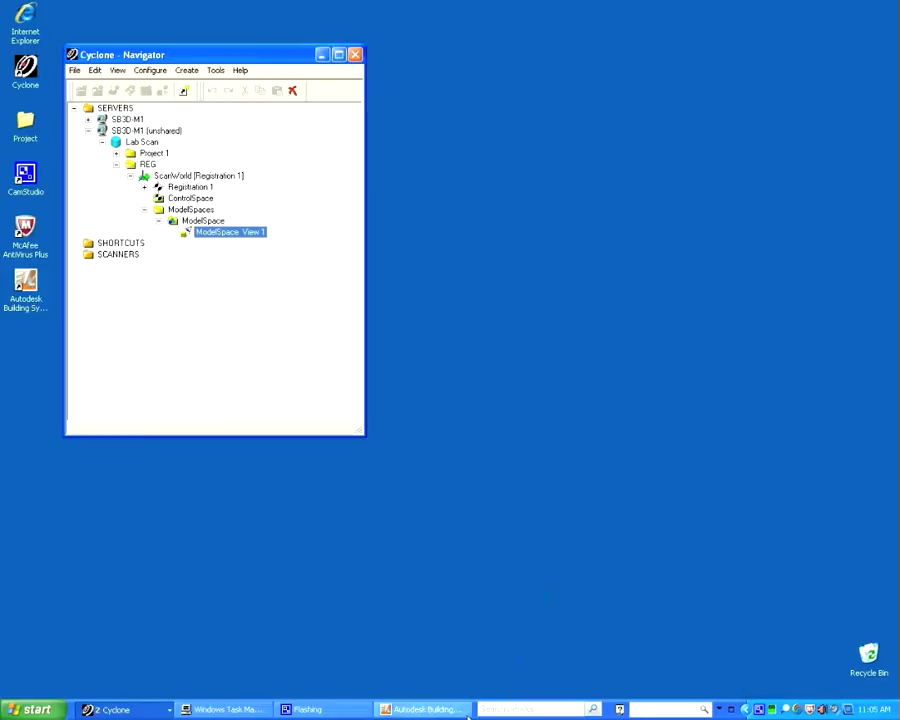 Internet
Explorer
Cyclone
Project
CamStudio
McAfee
AntiVirus Plus
Autodesk
Building Sy...
Cyclone - Navigator
File Edit View Configure Create Tools Help
SERVERS
SB3D-M1
SB3D-M1 (unshared)
Lab Scan
Project 1
REG
ScanWorld [Registration 1]
Registration 1
ControlSpace
ModelSpaces
ModelSpace
ModelSpace View 1
SHORTCUTS
SCANNERS
Recycle Bin
start
2 Cyclone
Windows Task Ma...
Flashing
Autodesk Building...
11:05 AM